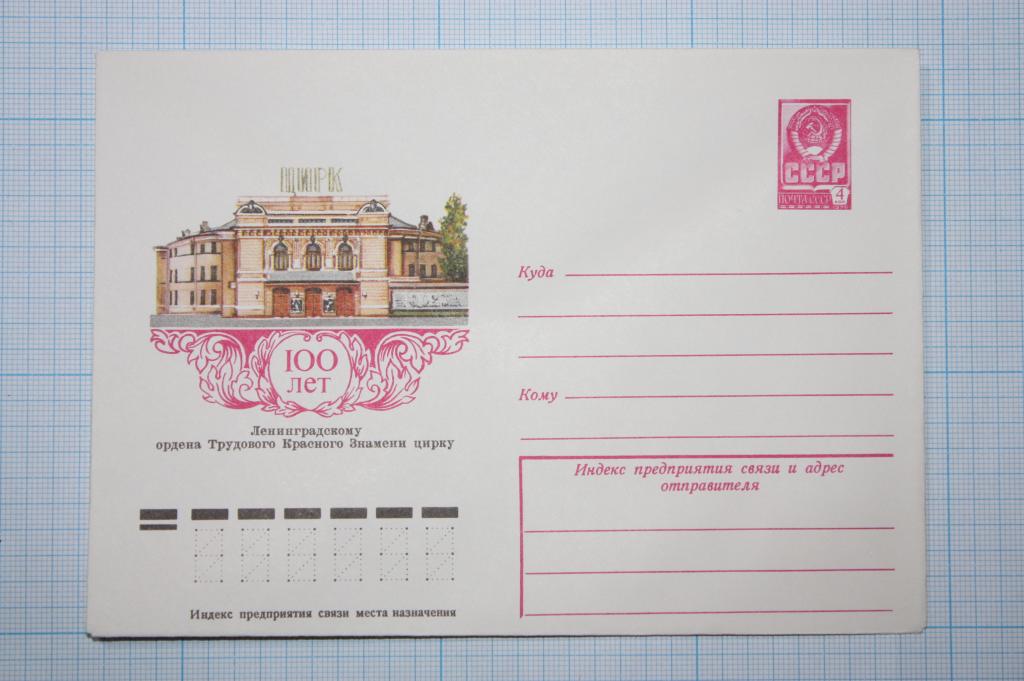 ЦИРК
100
лет
Ленинградскому
ордена Трудового Красного Знамени цирку
Индекс предприятия связи места назначения
СССР
ПОЧТА СССР
4
Куда
Кому
Индекс предприятия связи и адрес
отправителя